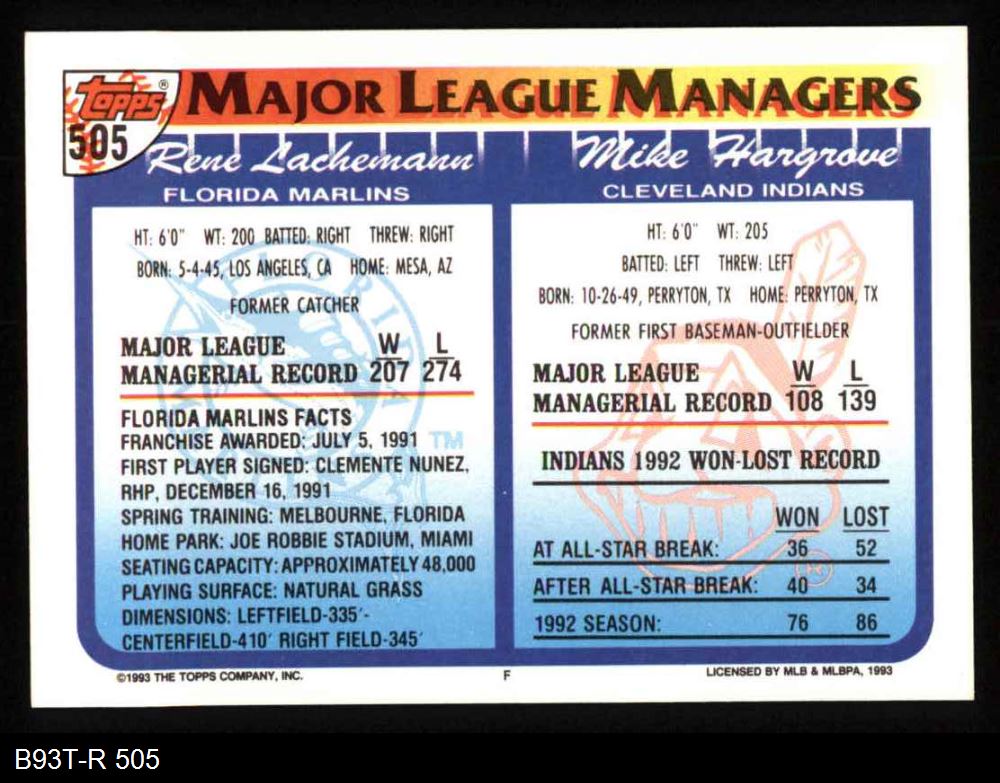 TOPPS®
505
MAJOR LEAGUE MANAGERS
Rene Lachemann
FLORIDA MARLINS
HT: 6'0" WT: 200 BATTED: RIGHT THREW: RIGHT
BORN: 5-4-45, LOS ANGELES, CA HOME: MESA, AZ
FORMER CATCHER
MAJOR LEAGUE W L
MANAGERIAL RECORD 207 274
FLORIDA MARLINS FACTS
FRANCHISE AWARDED: JULY 5, 1991
TM
FIRST PLAYER SIGNED: CLEMENTE NUNEZ,
RHP, DECEMBER 16, 1991
SPRING TRAINING: MELBOURNE, FLORIDA
HOME PARK: JOE ROBBIE STADIUM, MIAMI
SEATING CAPACITY: APPROXIMATELY 48,000
PLAYING SURFACE: NATURAL GRASS
DIMENSIONS: LEFTFIELD-335'-
CENTERFIELD-410' RIGHT FIELD-345'
Mike Hargrove
CLEVELAND INDIANS
HT: 6'0" WT: 205
BATTED: LEFT THREW: LEFT
BORN: 10-26-49, PERRYTON, TX HOME: PERRYTON, TX
FORMER FIRST BASEMAN-OUTFIELDER
MAJOR LEAGUE W L
MANAGERIAL RECORD 108 139
INDIANS 1992 WON-LOST RECORD
WON LOST
AT ALL-STAR BREAK: 36 52
AFTER ALL-STAR BREAK: 40 34
1992 SEASON: 76 86
®
©1993 THE TOPPS COMPANY, INC.
F
LICENSED BY MLB & MLBPA, 1993
B93T-R 505